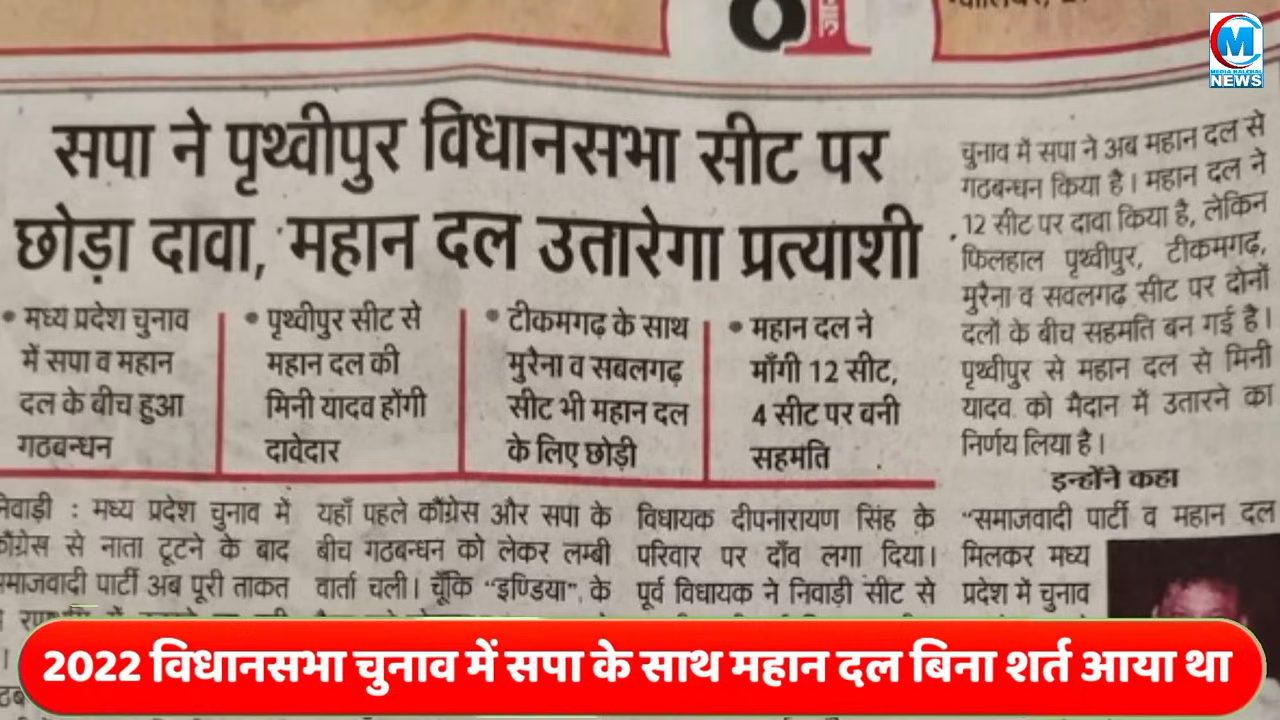 MEDIA HALCHAL
NEWS
सपा ने पृथ्वीपुर विधानसभा सीट पर
छोड़ा दावा, महान दल उतारेगा प्रत्याशी
• मध्य प्रदेश चुनाव
में सपा व महान
दल के बीच हुआ
गठबन्धन
• पृथ्वीपुर सीट से
महान दल की
मिनी यादव होंगी
दावेदार
• टीकमगढ़ के साथ
मुरैना व सबलगढ़
सीट भी महान दल
के लिए छोड़ी
• महान दल ने
माँगी 12 सीट,
4 सीट पर बनी
सहमति
निवाड़ी : मध्य प्रदेश चुनाव में
काँग्रेस से नाता टूटने के बाद
समाजवादी पार्टी अब पूरी ताकत
यहाँ पहले काँग्रेस और सपा के
बीच गठबन्धन को लेकर लम्बी
वार्ता चली। चूँकि “इण्डिया”. के
विधायक दीपनारायण सिंह के
परिवार पर दाँव लगा दिया।
पूर्व विधायक ने निवाड़ी सीट से
चुनाव में सपा ने अब महान दल से
गठबन्धन किया है। महान दल ने
12 सीट पर दावा किया है, लेकिन
फिलहाल पृथ्वीपुर, टीकमगढ़,
मुरैना व सवलगढ़ सीट पर दोनों
दलों के बीच सहमति बन गई है।
पृथ्वीपुर से महान दल से मिनी
यादव को मैदान में उतारने का
निर्णय लिया है।
इन्होंने कहा
“समाजवादी पार्टी व महान दल
मिलकर मध्य
प्रदेश में चुनाव
2022 विधानसभा चुनाव में सपा के साथ महान दल बिना शर्त आया था